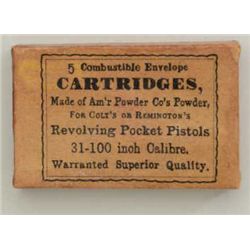 5 Combustible Envelope
CARTRIDGES,
Made of Am'r Powder Co's Powder,
FOR COLT'S OR REMINGTON'S
Revolving Pocket Pistols
31-100 inch Calibre.
Warranted Superior Quality.